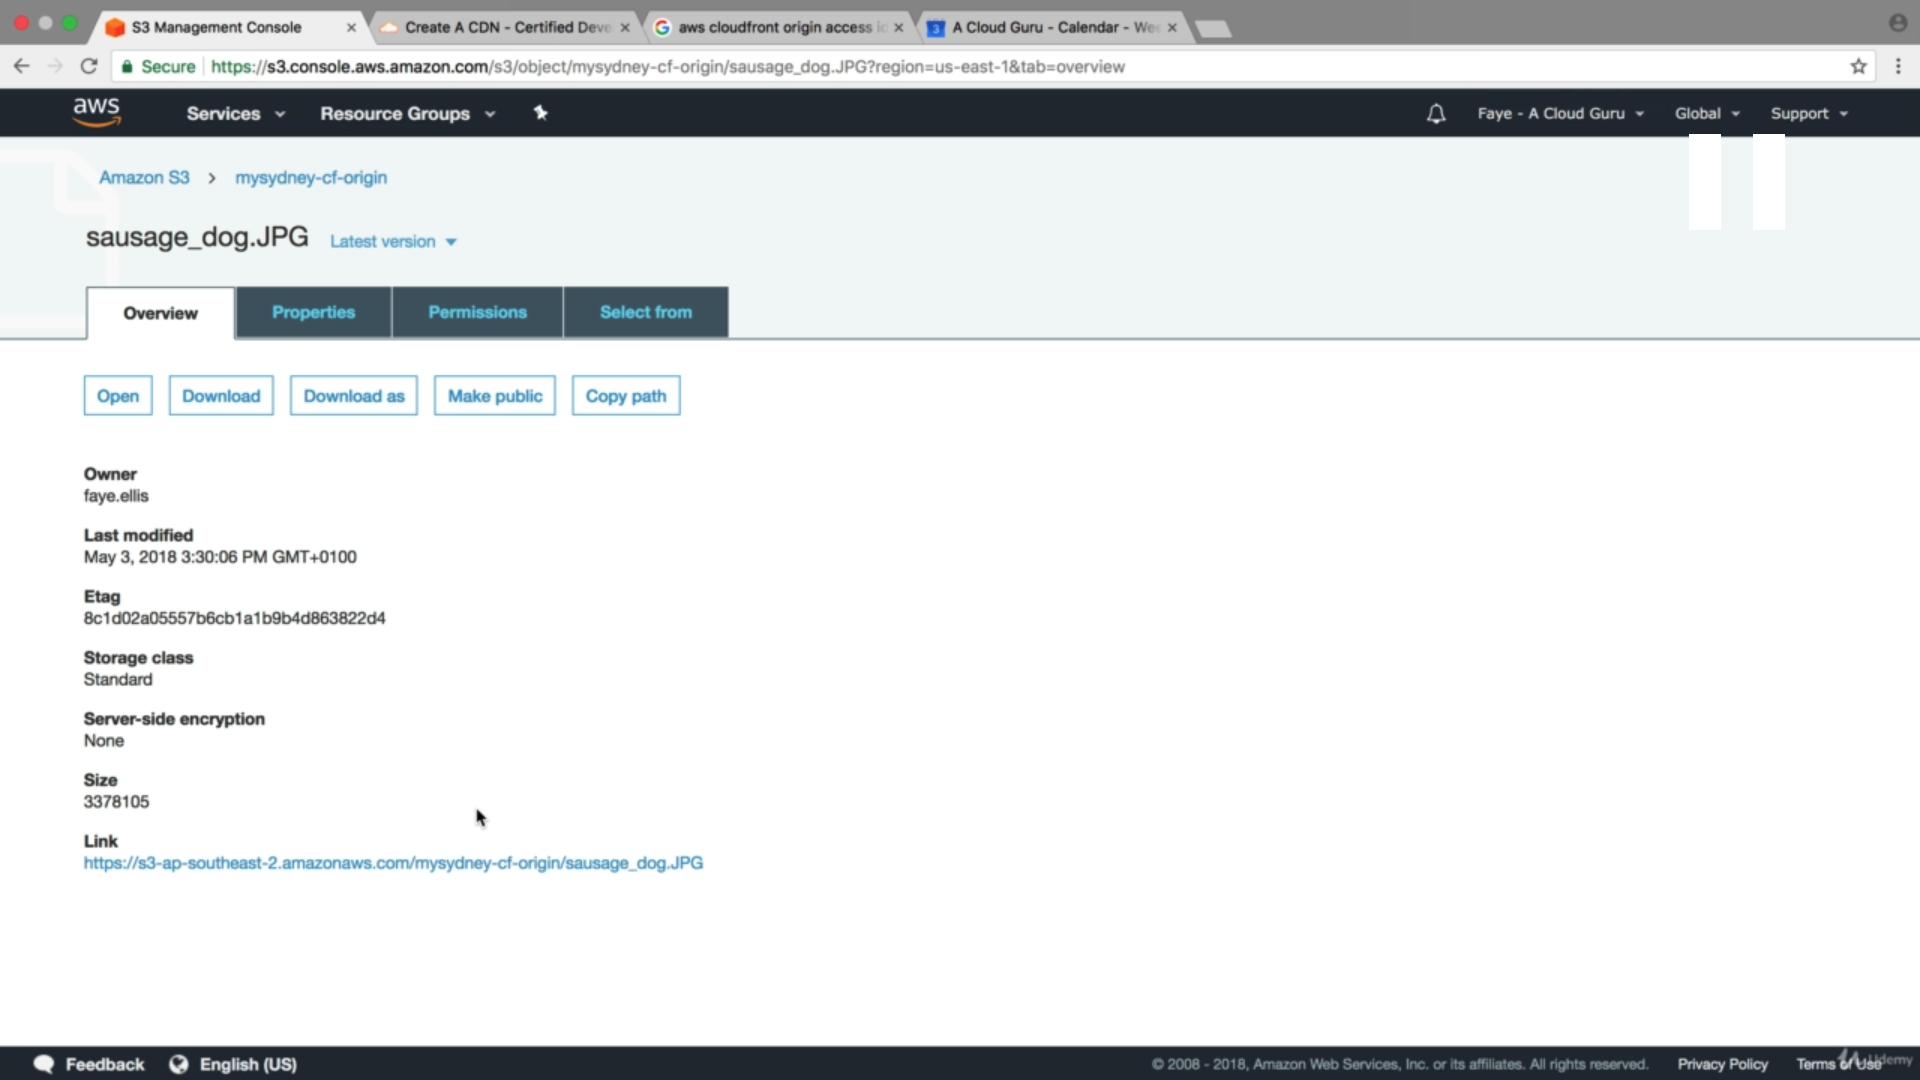 S3 Management Console
Create A CDN - Certified Deve
aws cloudfront origin access id
A Cloud Guru - Calendar - Wee
Secure
https://s3.console.aws.amazon.com/s3/object/mysydney-cf-origin/sausage_dog.JPG?region=us-east-1&tab=overview
aws Services Resource Groups Faye - A Cloud Guru Global Support
Amazon S3 > mysydney-cf-origin
sausage_dog.JPG Latest version
Overview Properties Permissions Select from
Open Download Download as Make public Copy path
Owner
faye.ellis
Last modified
May 3, 2018 3:30:06 PM GMT+0100
Etag
8c1d02a05557b6cb1a1b9b4d863822d4
Storage class
Standard
Server-side encryption
None
Size
3378105
Link
https://s3-ap-southeast-2.amazonaws.com/mysydney-cf-origin/sausage_dog.JPG
Feedback English (US) © 2008 - 2018, Amazon Web Services, Inc. or its affiliates. All rights reserved. Privacy Policy Terms of Use
Udemy